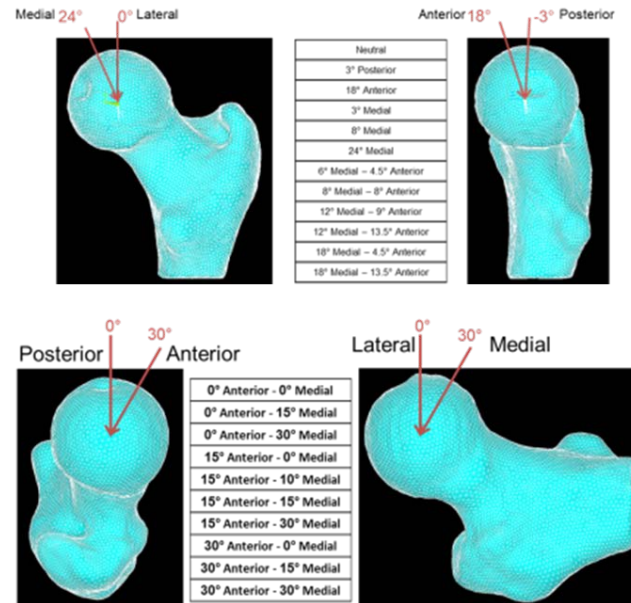 Medial 24° 0° Lateral
Anterior 18° -3° Posterior
Neutral
3° Posterior
18° Anterior
3° Medial
8° Medial
24° Medial
6° Medial – 4.5° Anterior
8° Medial – 8° Anterior
12° Medial – 9° Anterior
12° Medial – 13.5° Anterior
18° Medial – 4.5° Anterior
18° Medial – 13.5° Anterior
0°
30°
Posterior Anterior
0°
30°
Lateral Medial
0° Anterior - 0° Medial
0° Anterior - 15° Medial
0° Anterior - 30° Medial
15° Anterior - 0° Medial
15° Anterior - 10° Medial
15° Anterior - 15° Medial
15° Anterior - 30° Medial
30° Anterior - 0° Medial
30° Anterior - 15° Medial
30° Anterior - 30° Medial